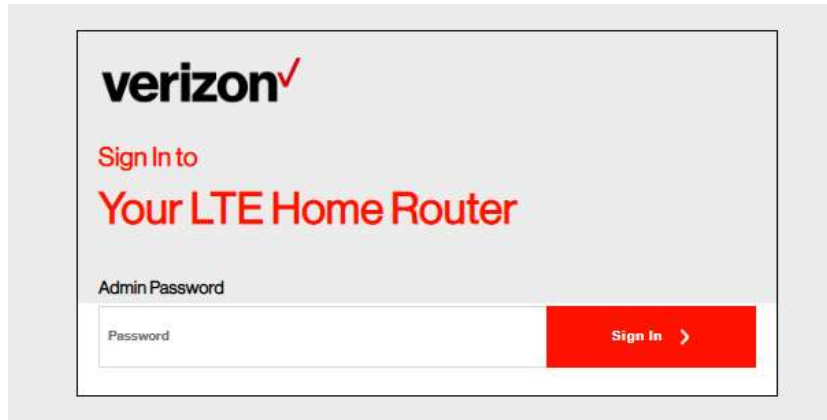 verizon
Sign In to
Your LTE Home Router
Admin Password
Password
Sign In